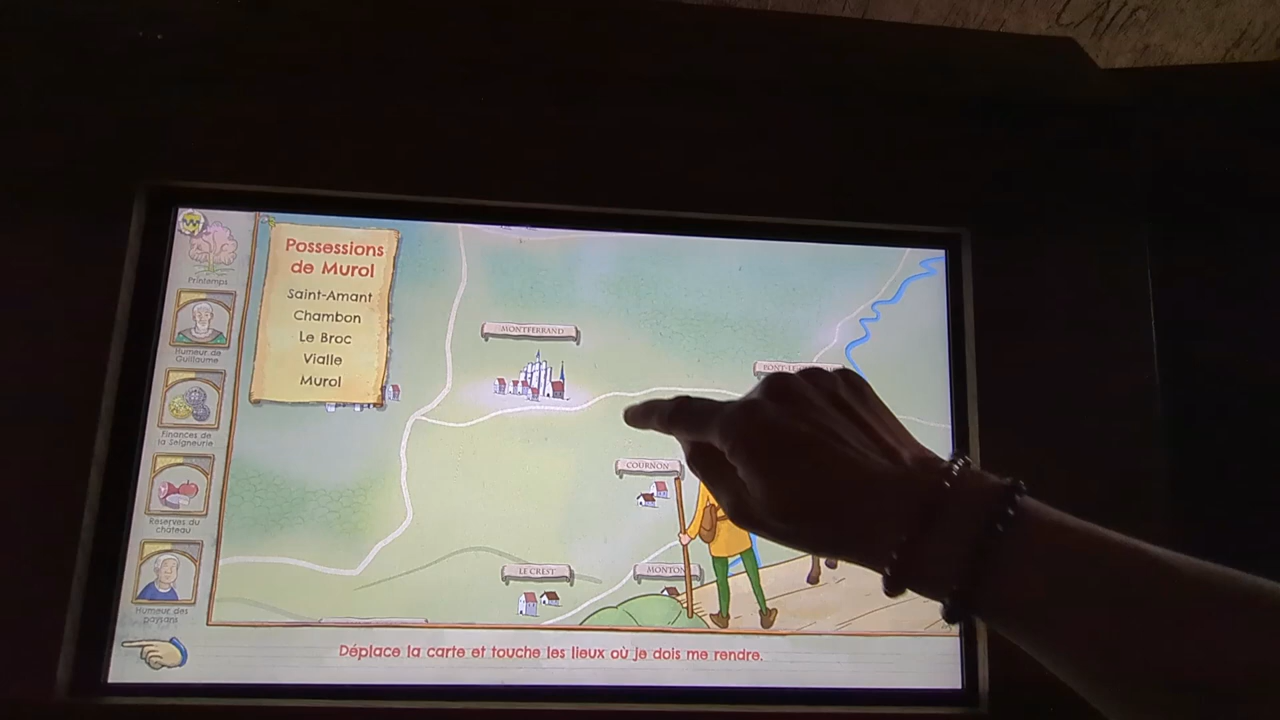 Possessions
de Murol
Saint-Amant
Chambon
Le Broc
Vialle
Murol
Printemps
Humeur de
Guillaume
Finances de
la Seigneurie
Réserves du
château
Humeur des
paysans
MONTFERRAND
COURNON
LE CREST
MONTON
Déplace la carte et touche les lieux où je dois me rendre.